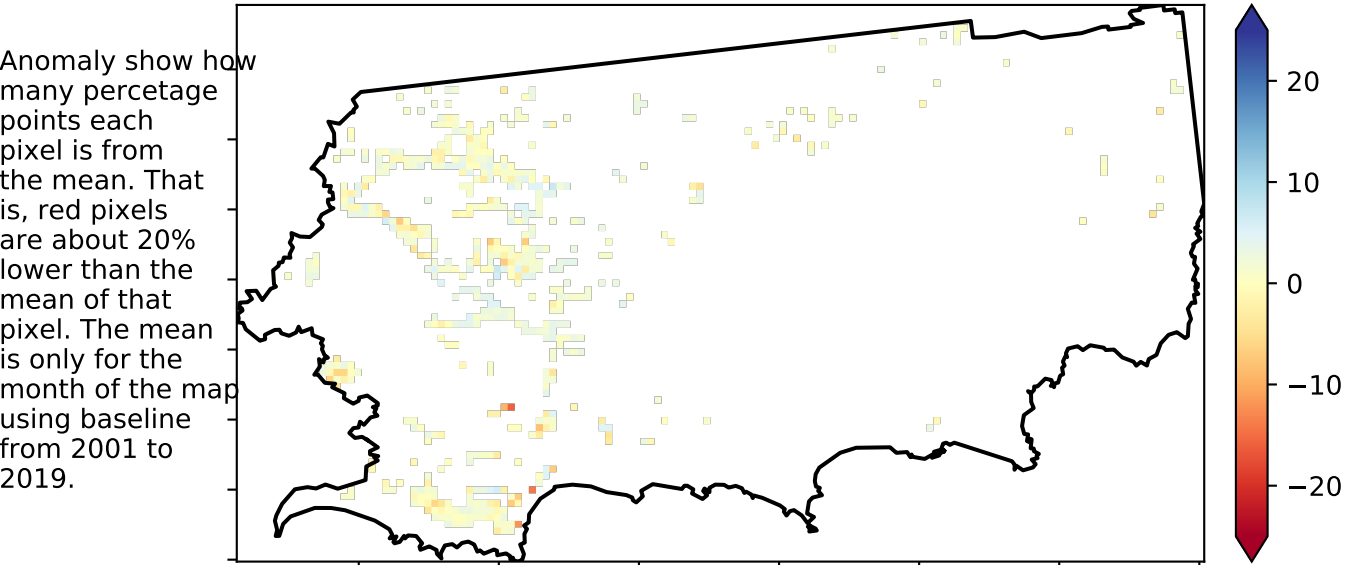 Anomaly show how
many percetage
points each
pixel is from
the mean. That
is, red pixels
are about 20%
lower than the
mean of that
pixel. The mean
is only for the
month of the map
using baseline
from 2001 to
2019.
20
10
0
−10
−20